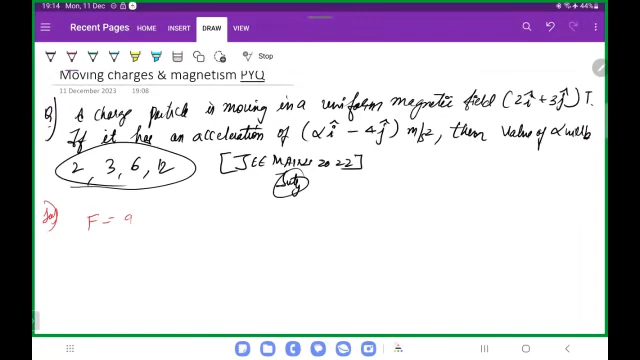 19:14 Mon, 11 Dec 44%
Recent Pages HOME INSERT DRAW VIEW
Stop
Moving charges & magnetism PYQ
11 December 2023 19:08
Q) A charge particle is moving in a uniform magnetic field (2î + 3ĵ) T.
If it has an acceleration of (αî - 4ĵ) m/s2, then value of α will b
2, 3, 6, 12 [JEE MAINS 2022]
July
F = q